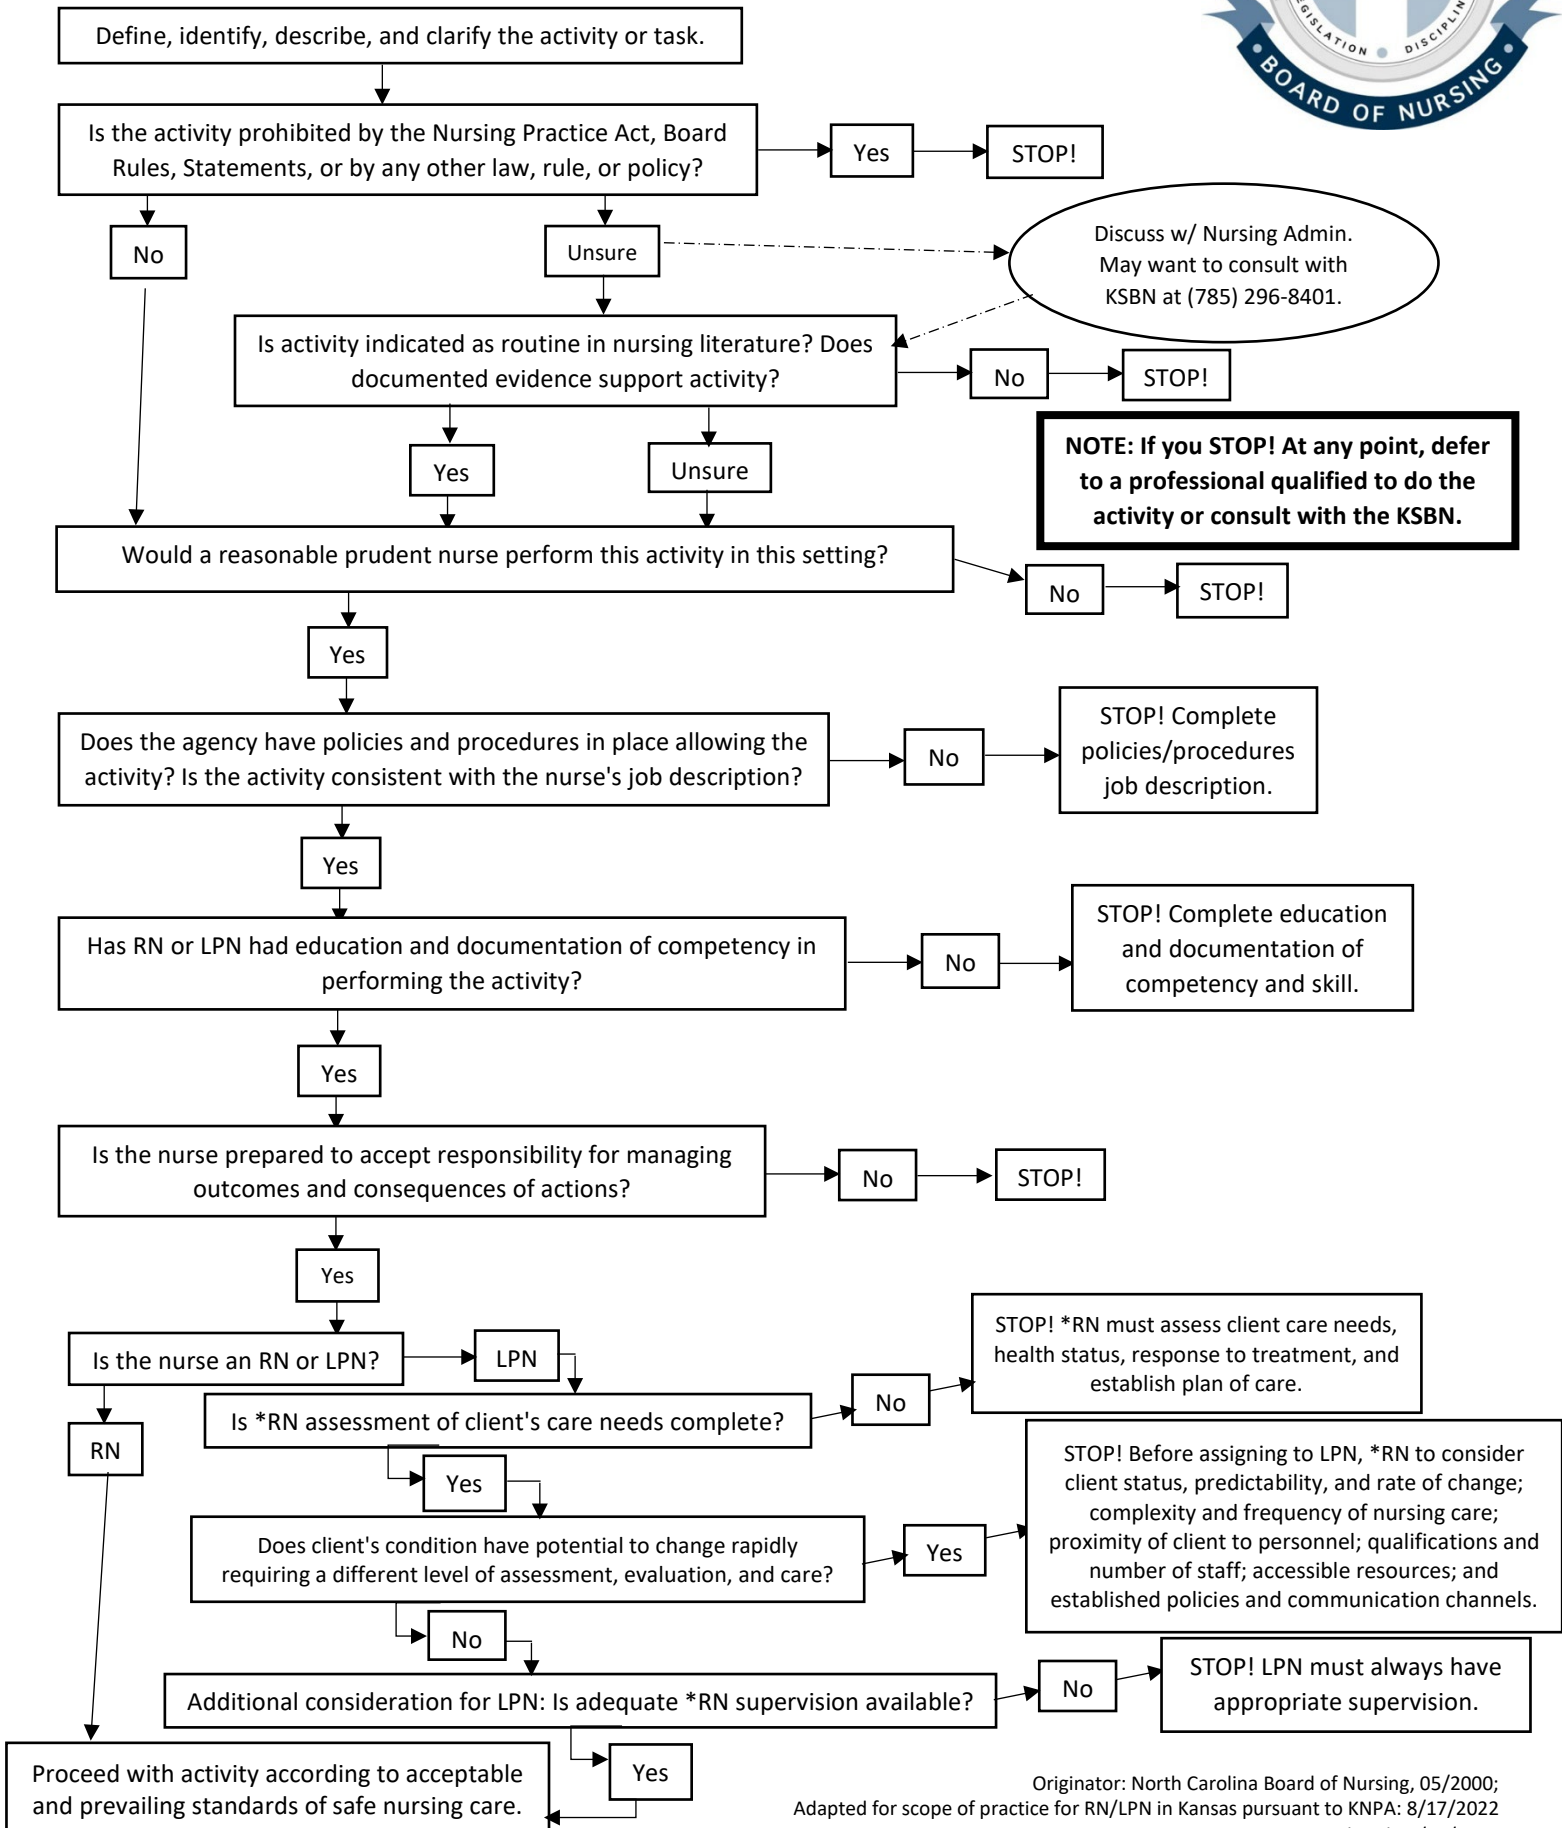 GISLATION
DISCIPLIN
BOARD OF NURSING
Define, identify, describe, and clarify the activity or task.
Is the activity prohibited by the Nursing Practice Act, Board
Rules, Statements, or by any other law, rule, or policy?
Yes
STOP!
No
Unsure
Discuss w/ Nursing Admin.
May want to consult with
KSBN at (785) 296-8401.
Is activity indicated as routine in nursing literature? Does
documented evidence support activity?
No
STOP!
Yes
Unsure
NOTE: If you STOP! At any point, defer
to a professional qualified to do the
activity or consult with the KSBN.
Would a reasonable prudent nurse perform this activity in this setting?
No
STOP!
Yes
Does the agency have policies and procedures in place allowing the
activity? Is the activity consistent with the nurse's job description?
No
STOP! Complete
policies/procedures
job description.
Yes
Has RN or LPN had education and documentation of competency in
performing the activity?
No
STOP! Complete education
and documentation of
competency and skill.
Yes
Is the nurse prepared to accept responsibility for managing
outcomes and consequences of actions?
No
STOP!
Yes
Is the nurse an RN or LPN?
LPN
RN
Is *RN assessment of client's care needs complete?
No
STOP! *RN must assess client care needs,
health status, response to treatment, and
establish plan of care.
Yes
Does client's condition have potential to change rapidly
requiring a different level of assessment, evaluation, and care?
Yes
STOP! Before assigning to LPN, *RN to consider
client status, predictability, and rate of change;
complexity and frequency of nursing care;
proximity of client to personnel; qualifications and
number of staff; accessible resources; and
established policies and communication channels.
No
Additional consideration for LPN: Is adequate *RN supervision available?
No
STOP! LPN must always have
appropriate supervision.
Yes
Proceed with activity according to acceptable
and prevailing standards of safe nursing care.
Originator: North Carolina Board of Nursing, 05/2000;
Adapted for scope of practice for RN/LPN in Kansas pursuant to KNPA: 8/17/2022